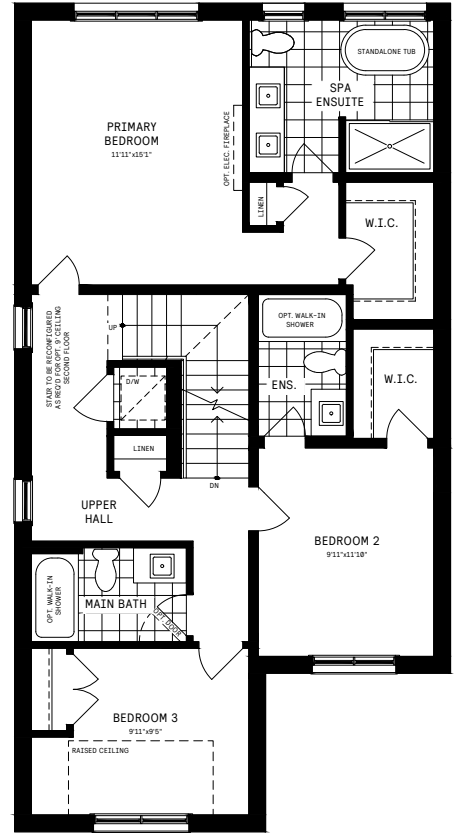 STANDALONE TUB
SPA
ENSUITE
PRIMARY
BEDROOM
11'11"x15'1"
OPT. ELEC. FIREPLACE
LINEN
W.I.C.
STAIR TO BE RECONFIGURED
AS REQ'D FOR OPT. 9' CEILING
SECOND FLOOR
UP
OPT. WALK-IN
SHOWER
D/W
ENS.
W.I.C.
LINEN
DN
UPPER
HALL
BEDROOM 2
9'11"x11'10"
OPT. WALK-IN
SHOWER
MAIN BATH
OPT. DOOR
BEDROOM 3
9'11"x9'5"
RAISED CEILING